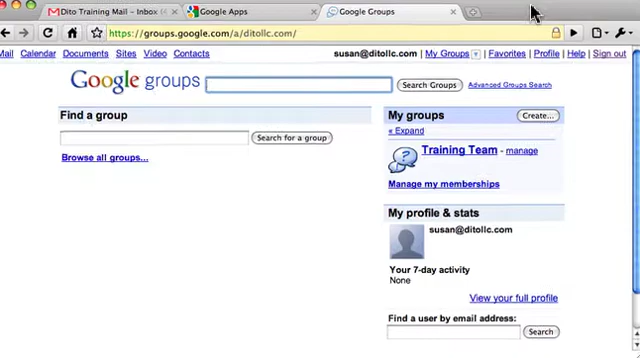 Dito Training Mail – Inbox
Google Apps
Google Groups
https://groups.google.com/a/ditollc.com/
Mail Calendar Documents Sites Video Contacts
susan@ditollc.com | My Groups | Favorites | Profile | Help | Sign out
Google groups
Search Groups
Advanced Groups Search
Find a group
Search for a group
Browse all groups...
My groups
Create...
« Expand
Training Team - manage
Manage my memberships
My profile & stats
susan@ditollc.com
Your 7-day activity
None
View your full profile
Find a user by email address:
Search